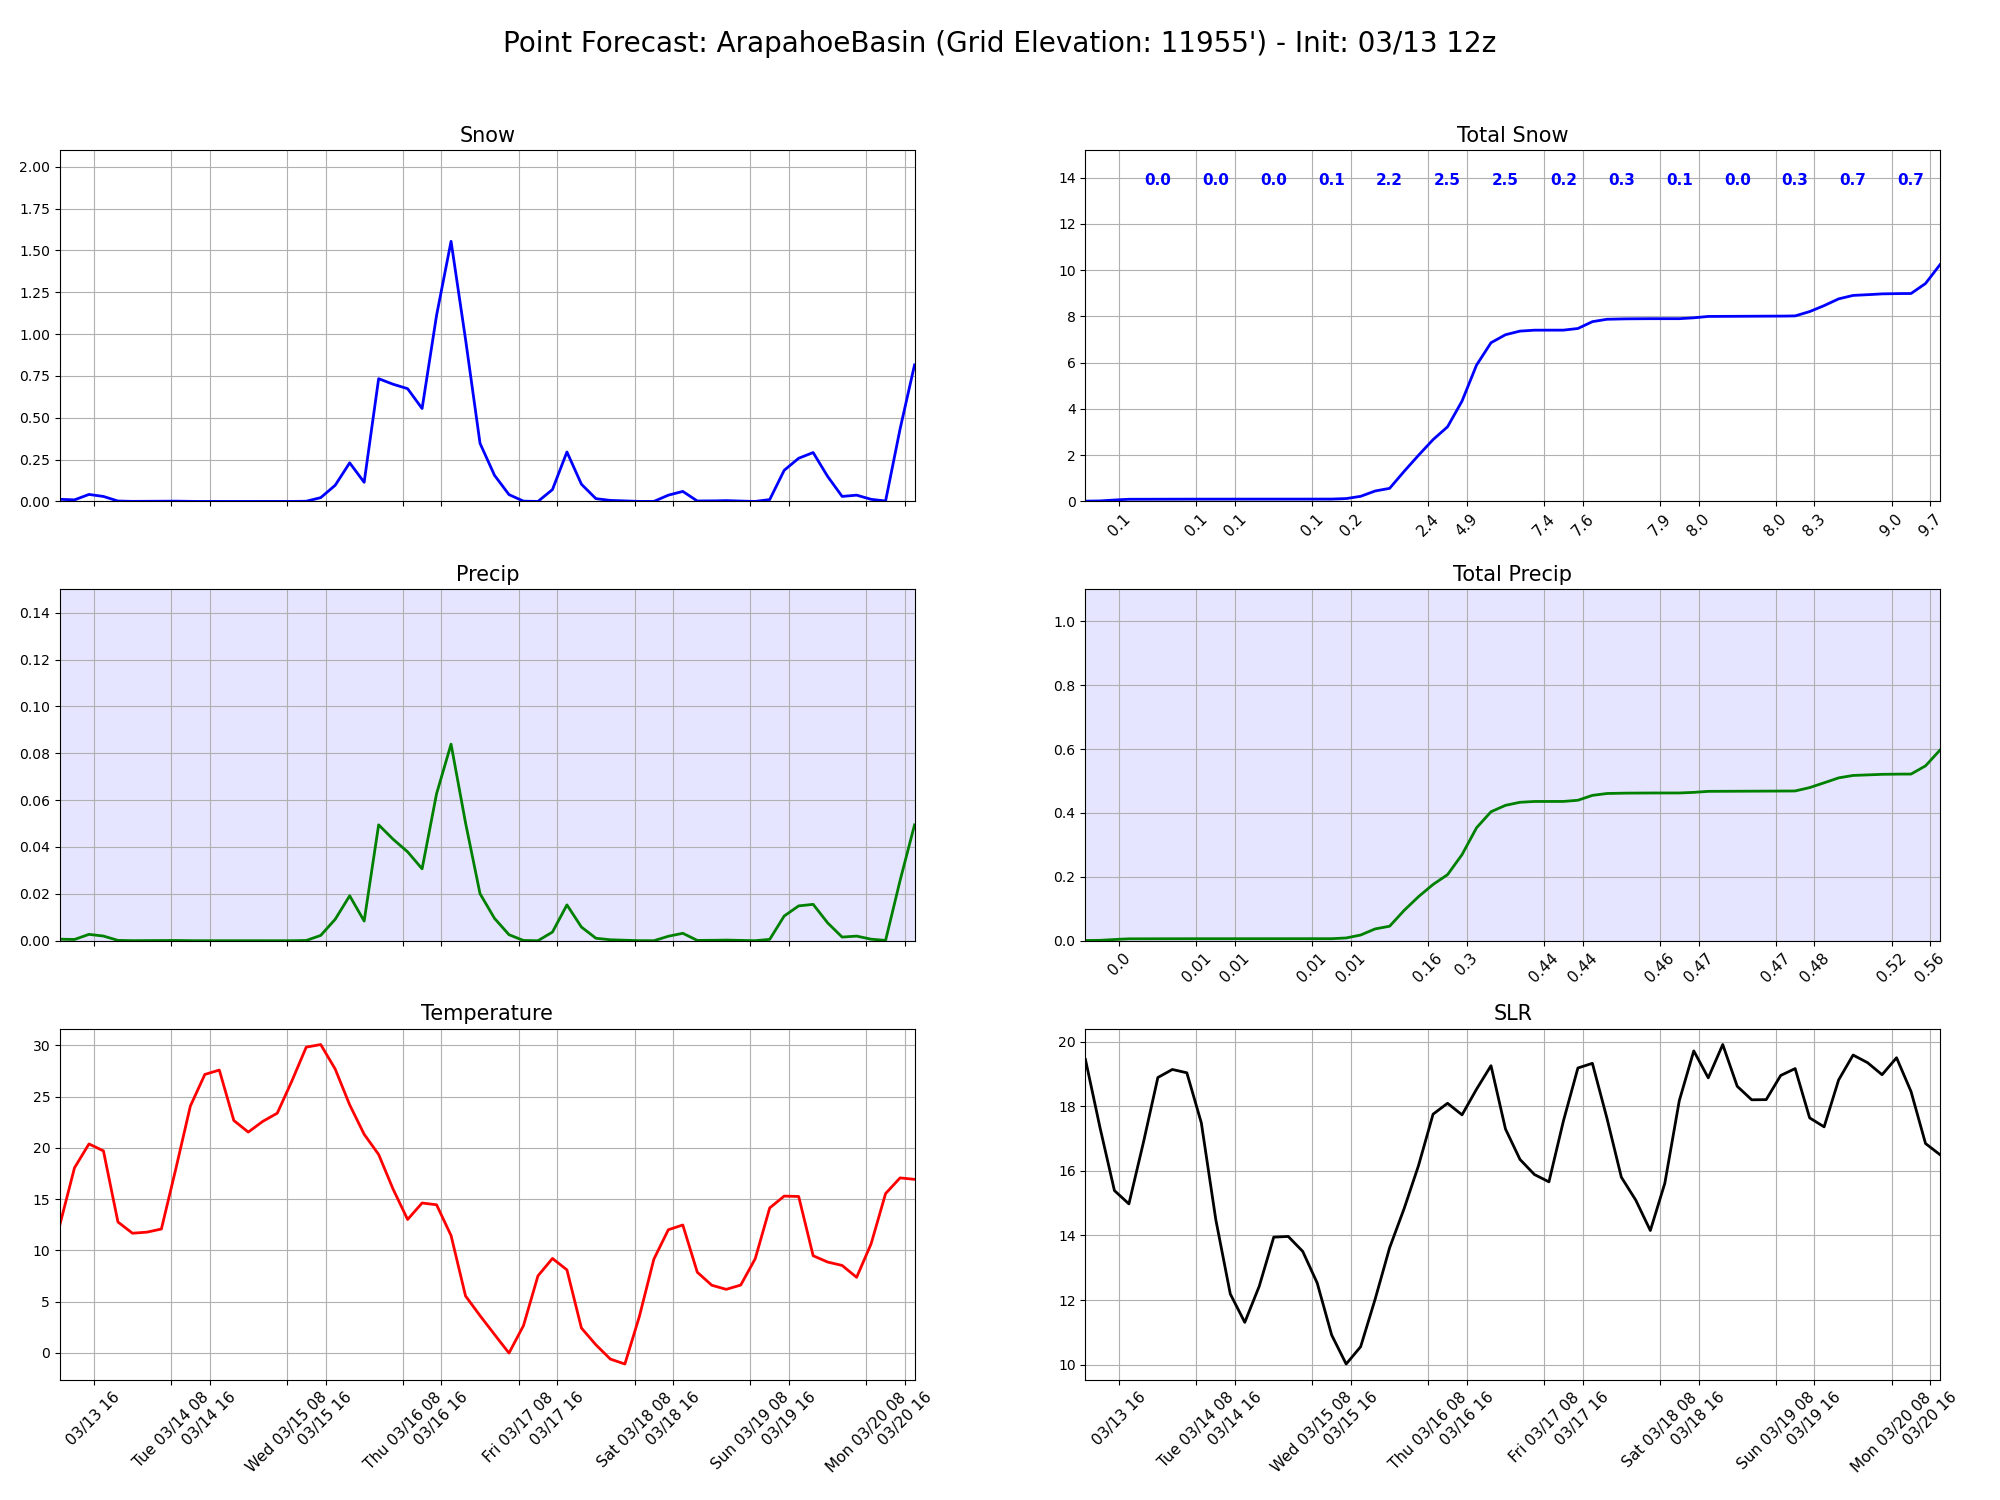 Point Forecast: ArapahoeBasin (Grid Elevation: 11955') - Init: 03/13 12z
Snow
2.00
1.75
1.50
1.25
1.00
0.75
0.50
0.25
0.00
Total Snow
14
12
10
8
6
4
2
0
0.0 0.0 0.0 0.1 2.2 2.5 2.5 0.2 0.3 0.1 0.0 0.3 0.7 0.7
0.1 0.1 0.1 0.1 0.2 2.4 4.9 7.4 7.6 7.9 8.0 8.0 8.3 9.0 9.7
Precip
0.14
0.12
0.10
0.08
0.06
0.04
0.02
0.00
Total Precip
1.0
0.8
0.6
0.4
0.2
0.0
0.0 0.01 0.01 0.01 0.01 0.16 0.3 0.44 0.44 0.46 0.47 0.47 0.48 0.52 0.56
Temperature
30
25
20
15
10
5
0
03/13 16
Tue 03/14 08
03/14 16
Wed 03/15 08
03/15 16
Thu 03/16 08
03/16 16
Fri 03/17 08
03/17 16
Sat 03/18 08
03/18 16
Sun 03/19 08
03/19 16
Mon 03/20 08
03/20 16
SLR
20
18
16
14
12
10
03/13 16
Tue 03/14 08
03/14 16
Wed 03/15 08
03/15 16
Thu 03/16 08
03/16 16
Fri 03/17 08
03/17 16
Sat 03/18 08
03/18 16
Sun 03/19 08
03/19 16
Mon 03/20 08
03/20 16